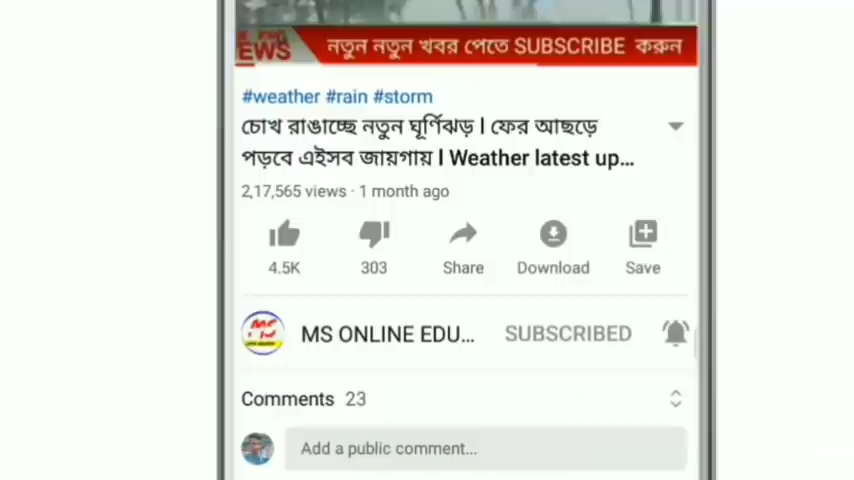 NEWS
নতুন নতুন খবর পেতে SUBSCRIBE করুন
#weather #rain #storm
চোখ রাঙাচ্ছে নতুন ঘূর্ণিঝড় l ফের আছড়ে
পড়বে এইসব জায়গায় l Weather latest up...
2,17,565 views · 1 month ago
4.5K 303 Share Download Save
MS ONLINE EDU... SUBSCRIBED
Comments 23
Add a public comment...